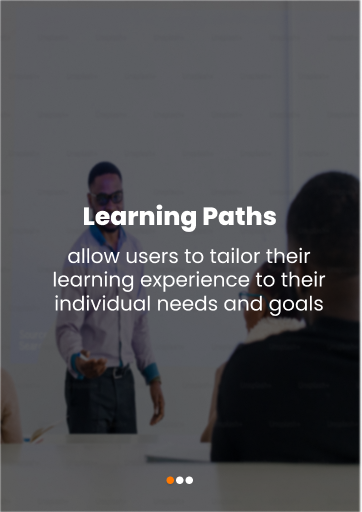 Learning Paths
allow users to tailor their
learning experience to their
individual needs and goals